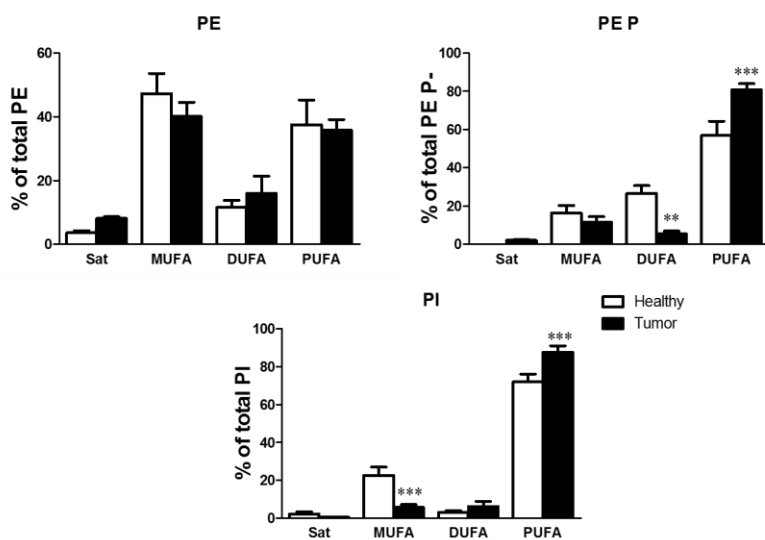 PE
% of total PE
60
40
20
0
Sat MUFA DUFA PUFA
PE P
% of total PE P-
100
80
60
40
20
0
***
**
Sat MUFA DUFA PUFA
PI
% of total PI
100
80
60
40
20
0
***
***
Sat MUFA DUFA PUFA
Healthy
Tumor